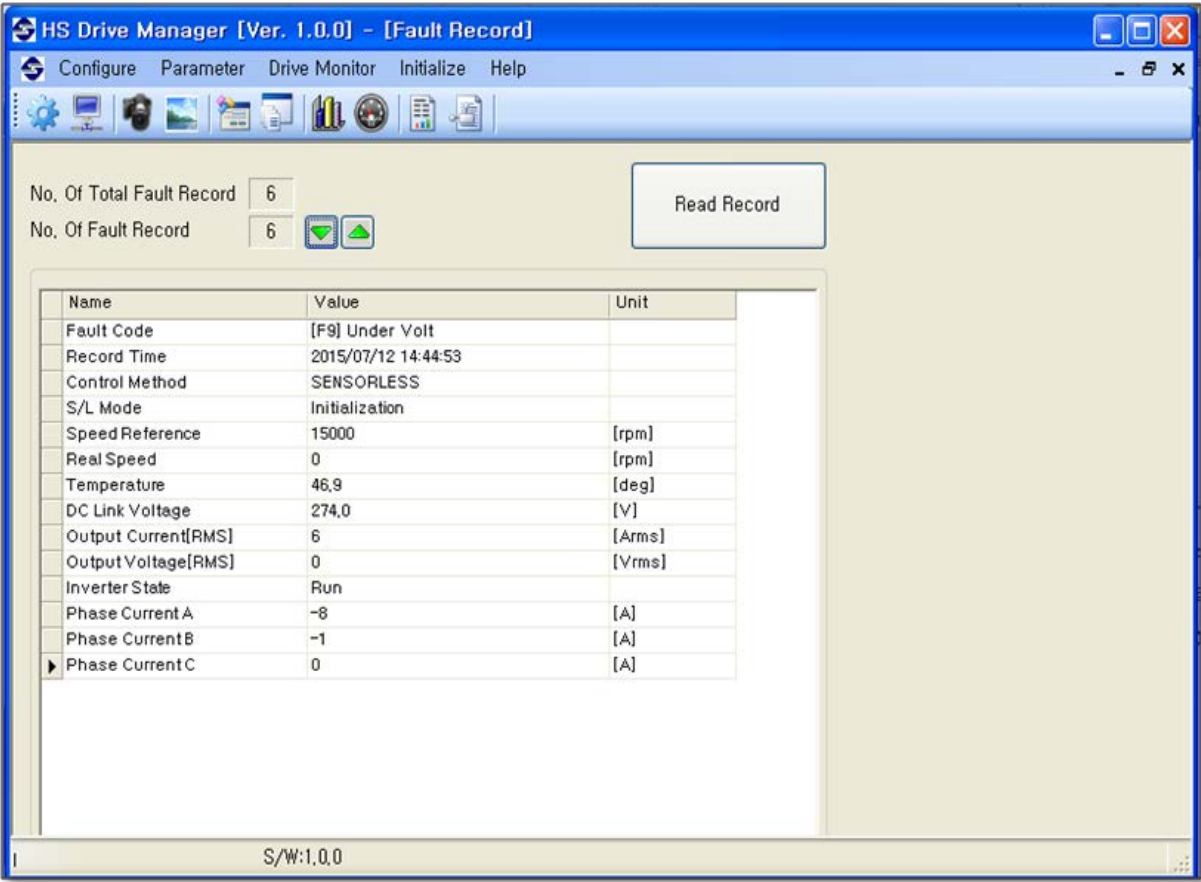 HS Drive Manager [Ver. 1.0.0] - [Fault Record]
Configure Parameter Drive Monitor Initialize Help
No. Of Total Fault Record 6
No. Of Fault Record 6
Read Record
Name Value Unit
Fault Code [F9] Under Volt
Record Time 2015/07/12 14:44:53
Control Method SENSORLESS
S/L Mode Initialization
Speed Reference 15000 [rpm]
Real Speed 0 [rpm]
Temperature 46.9 [deg]
DC Link Voltage 274.0 [V]
Output Current[RMS] 6 [Arms]
Output Voltage[RMS] 0 [Vrms]
Inverter State Run
Phase Current A -8 [A]
Phase Current B -1 [A]
Phase Current C 0 [A]
S/W:1.0.0